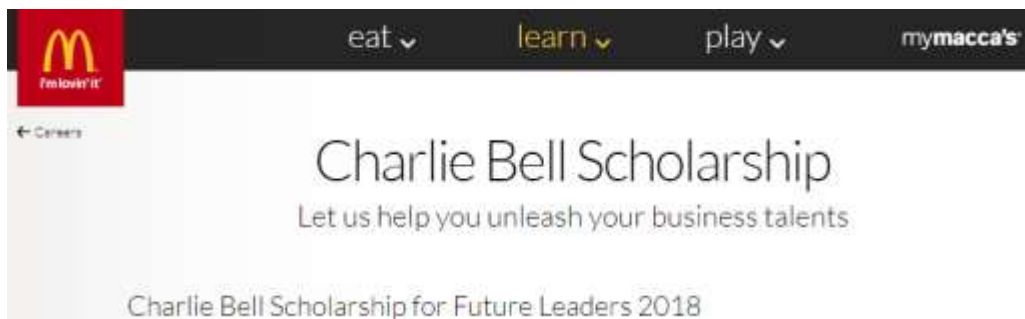 eat learn play mymacca's
i'm lovin' it
← Careers
Charlie Bell Scholarship
Let us help you unleash your business talents
Charlie Bell Scholarship for Future Leaders 2018